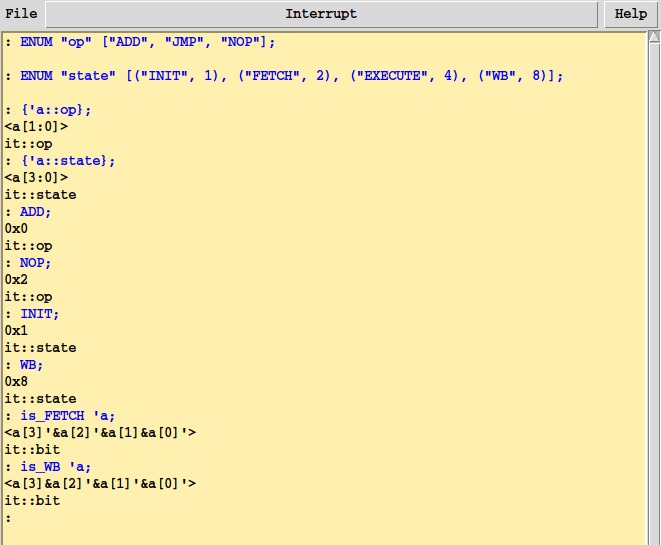 File Interrupt Help
: ENUM "op" ["ADD", "JMP", "NOP"];
: ENUM "state" [("INIT", 1), ("FETCH", 2), ("EXECUTE", 4), ("WB", 8)];
: {'a::op};
<a[1:0]>
it::op
: {'a::state};
<a[3:0]>
it::state
: ADD;
0x0
it::op
: NOP;
0x2
it::op
: INIT;
0x1
it::state
: WB;
0x8
it::state
: is_FETCH 'a;
<a[3]'&a[2]'&a[1]&a[0]'>
it::bit
: is_WB 'a;
<a[3]&a[2]'&a[1]'&a[0]'>
it::bit
: